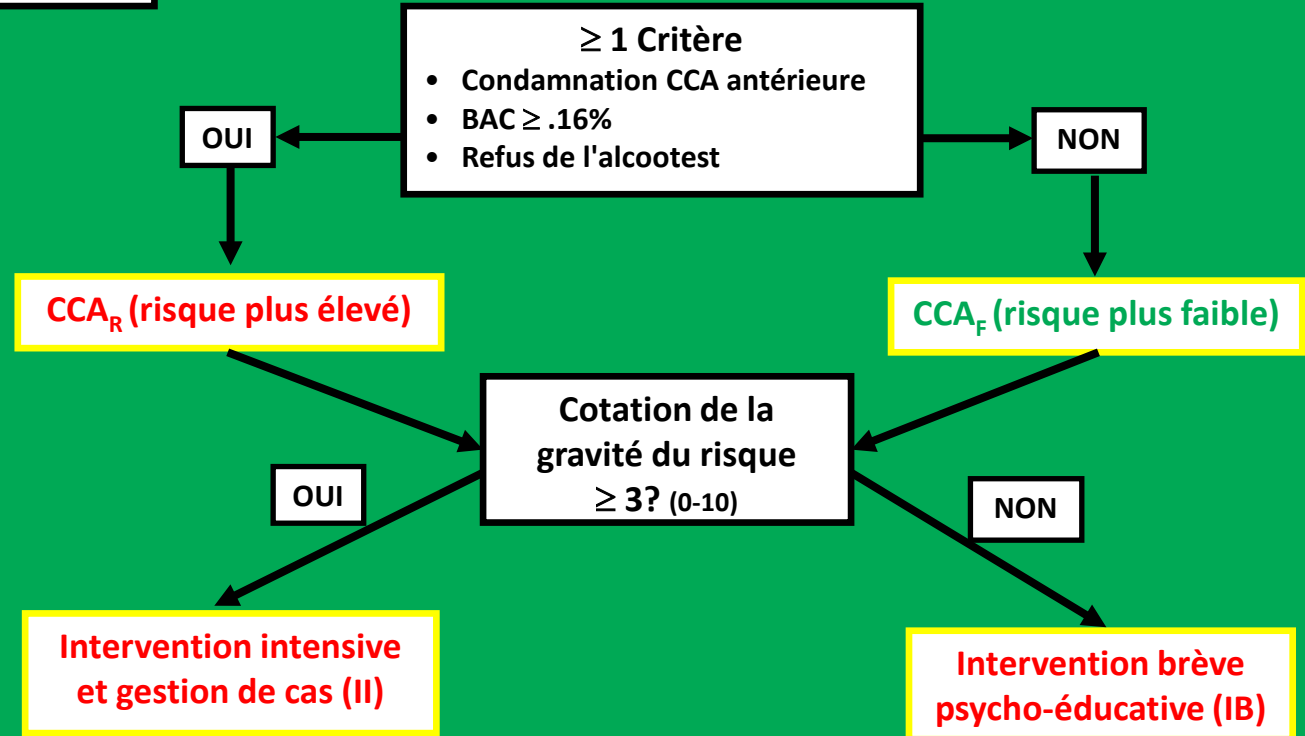 ≥ 1 Critère
• Condamnation CCA antérieure
• BAC ≥ .16%
• Refus de l'alcootest
OUI
NON
CCA_R (risque plus élevé)
CCA_F (risque plus faible)
Cotation de la
gravité du risque
≥ 3? (0-10)
OUI
NON
Intervention intensive
et gestion de cas (II)
Intervention brève
psycho-éducative (IB)